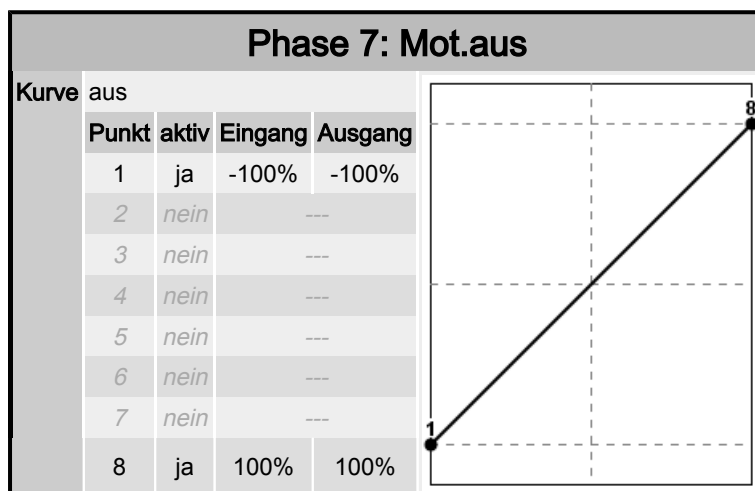 Phase 7: Mot.aus
Kurve aus
Punkt aktiv Eingang Ausgang
1 ja -100% -100%
2 nein ---
3 nein ---
4 nein ---
5 nein ---
6 nein ---
7 nein ---
8 ja 100% 100%
8
1